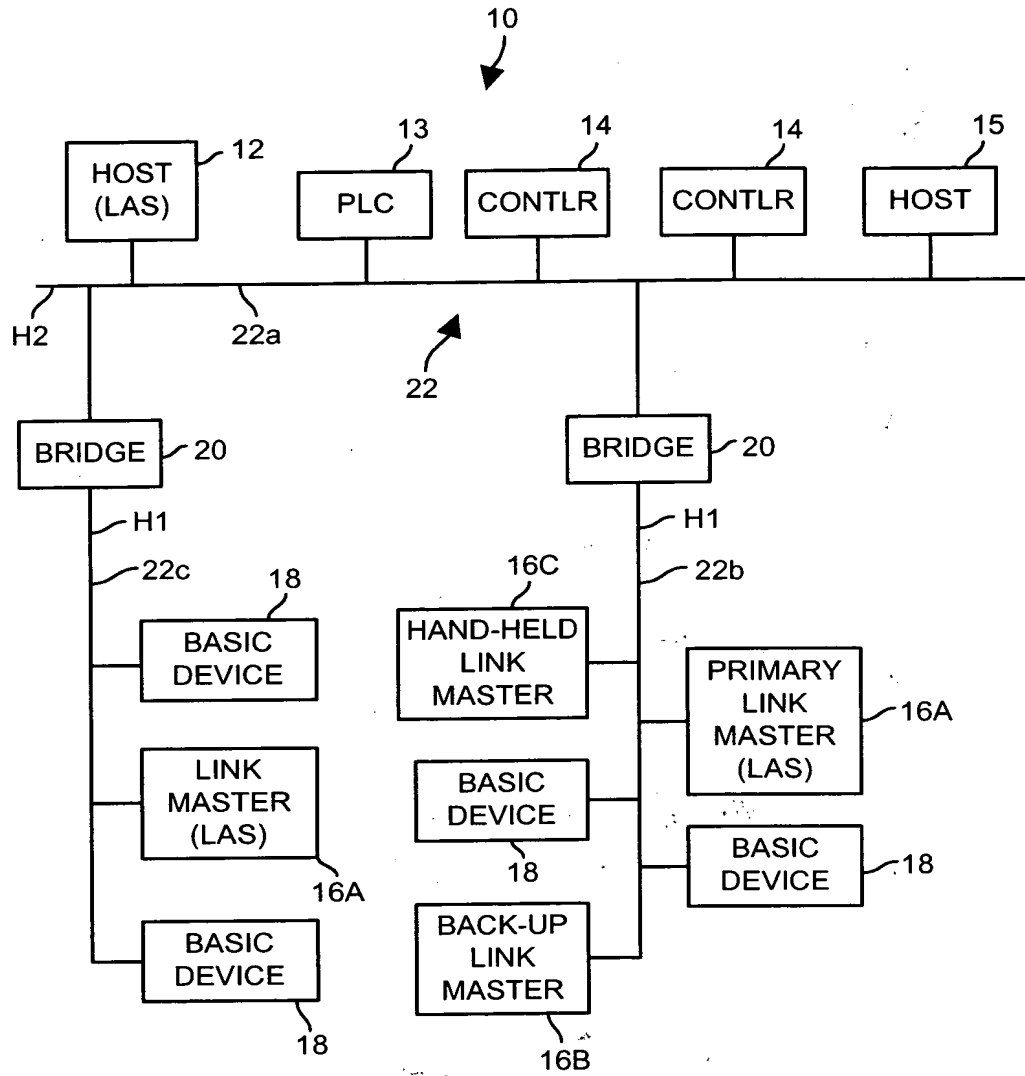 10
12
13
14
14
15
HOST
(LAS)
PLC
CONTLR
CONTLR
HOST
H2
22a
22
BRIDGE
20
BRIDGE
20
H1
H1
22c
22b
18
16C
BASIC
DEVICE
HAND-HELD
LINK
MASTER
PRIMARY
LINK
MASTER
(LAS)
16A
LINK
MASTER
(LAS)
16A
BASIC
DEVICE
18
BASIC
DEVICE
18
BASIC
DEVICE
18
BACK-UP
LINK
MASTER
16B